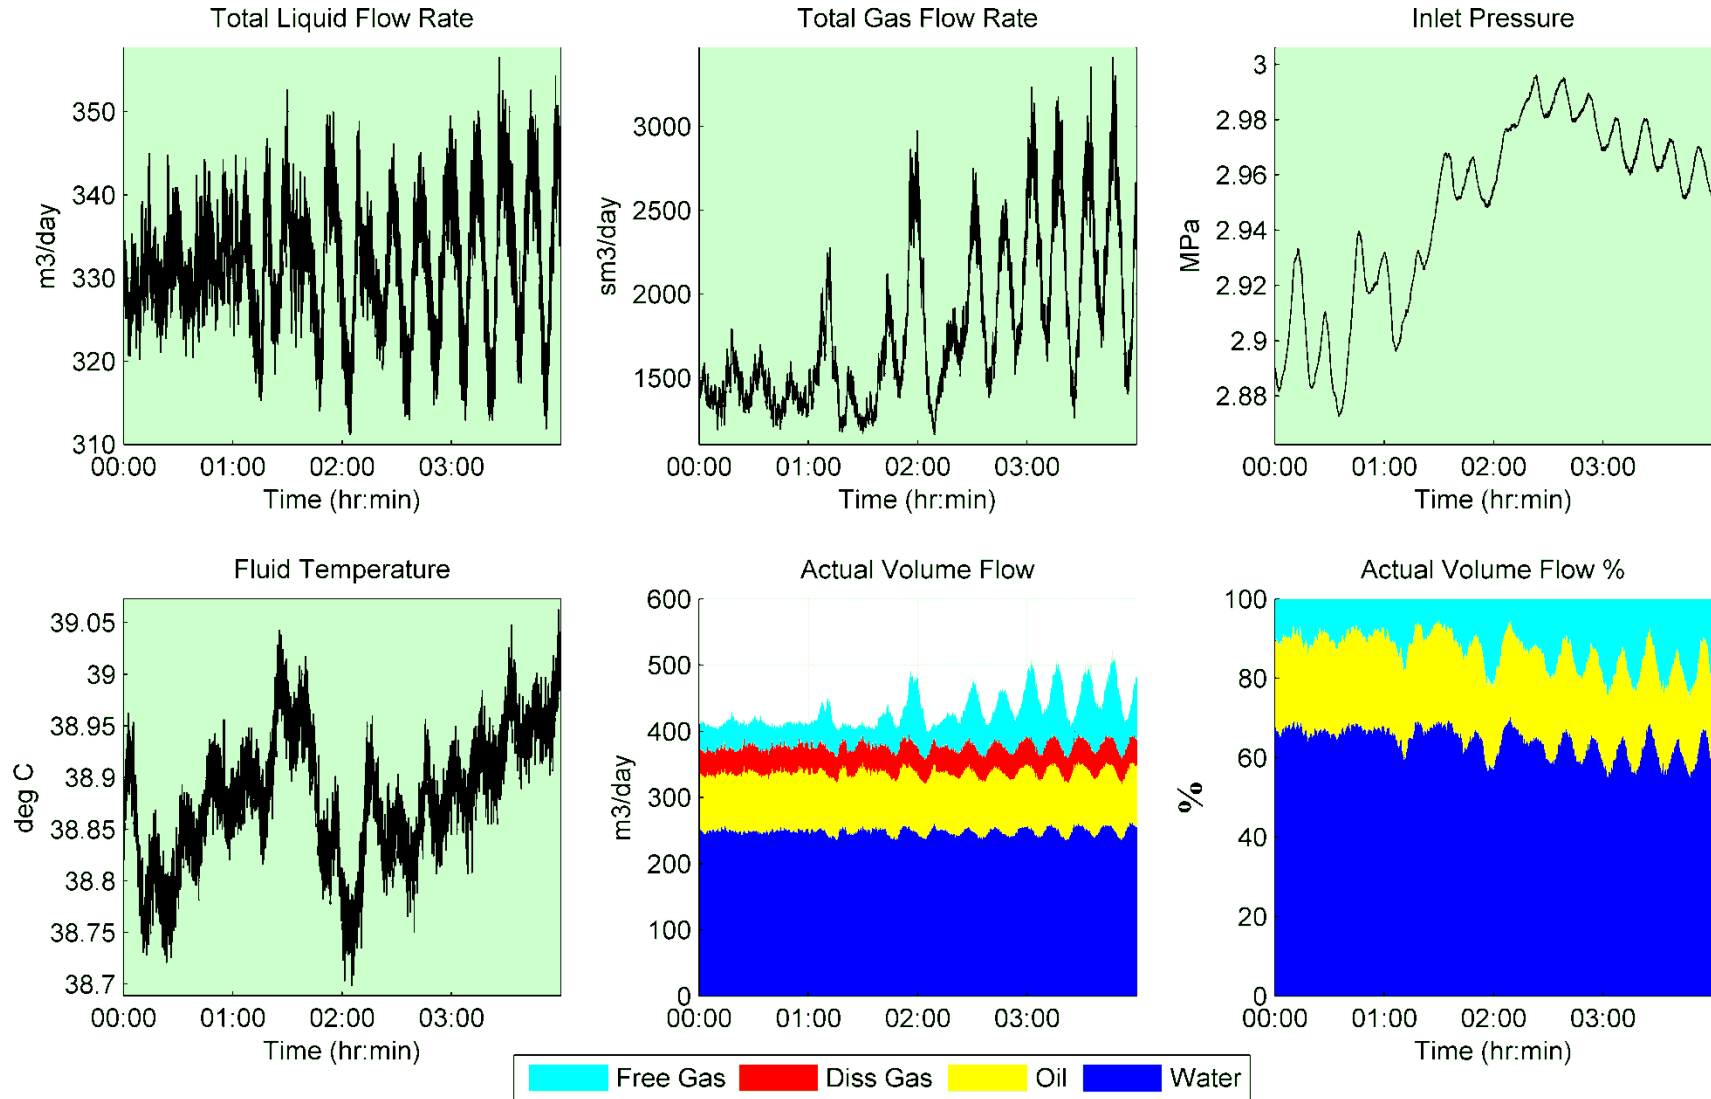 Total Liquid Flow Rate
Total Gas Flow Rate
Inlet Pressure
m3/day
350
340
330
320
310
00:00 01:00 02:00 03:00
Time (hr:min)
sm3/day
3000
2500
2000
1500
00:00 01:00 02:00 03:00
Time (hr:min)
MPa
3
2.98
2.96
2.94
2.92
2.9
2.88
00:00 01:00 02:00 03:00
Time (hr:min)
Fluid Temperature
Actual Volume Flow
Actual Volume Flow %
deg C
39.05
39
38.95
38.9
38.85
38.8
38.75
38.7
00:00 01:00 02:00 03:00
Time (hr:min)
m3/day
600
500
400
300
200
100
0
00:00 01:00 02:00 03:00
%
100
80
60
40
20
0
00:00 01:00 02:00 03:00
Time (hr:min)
Free Gas Diss Gas Oil Water